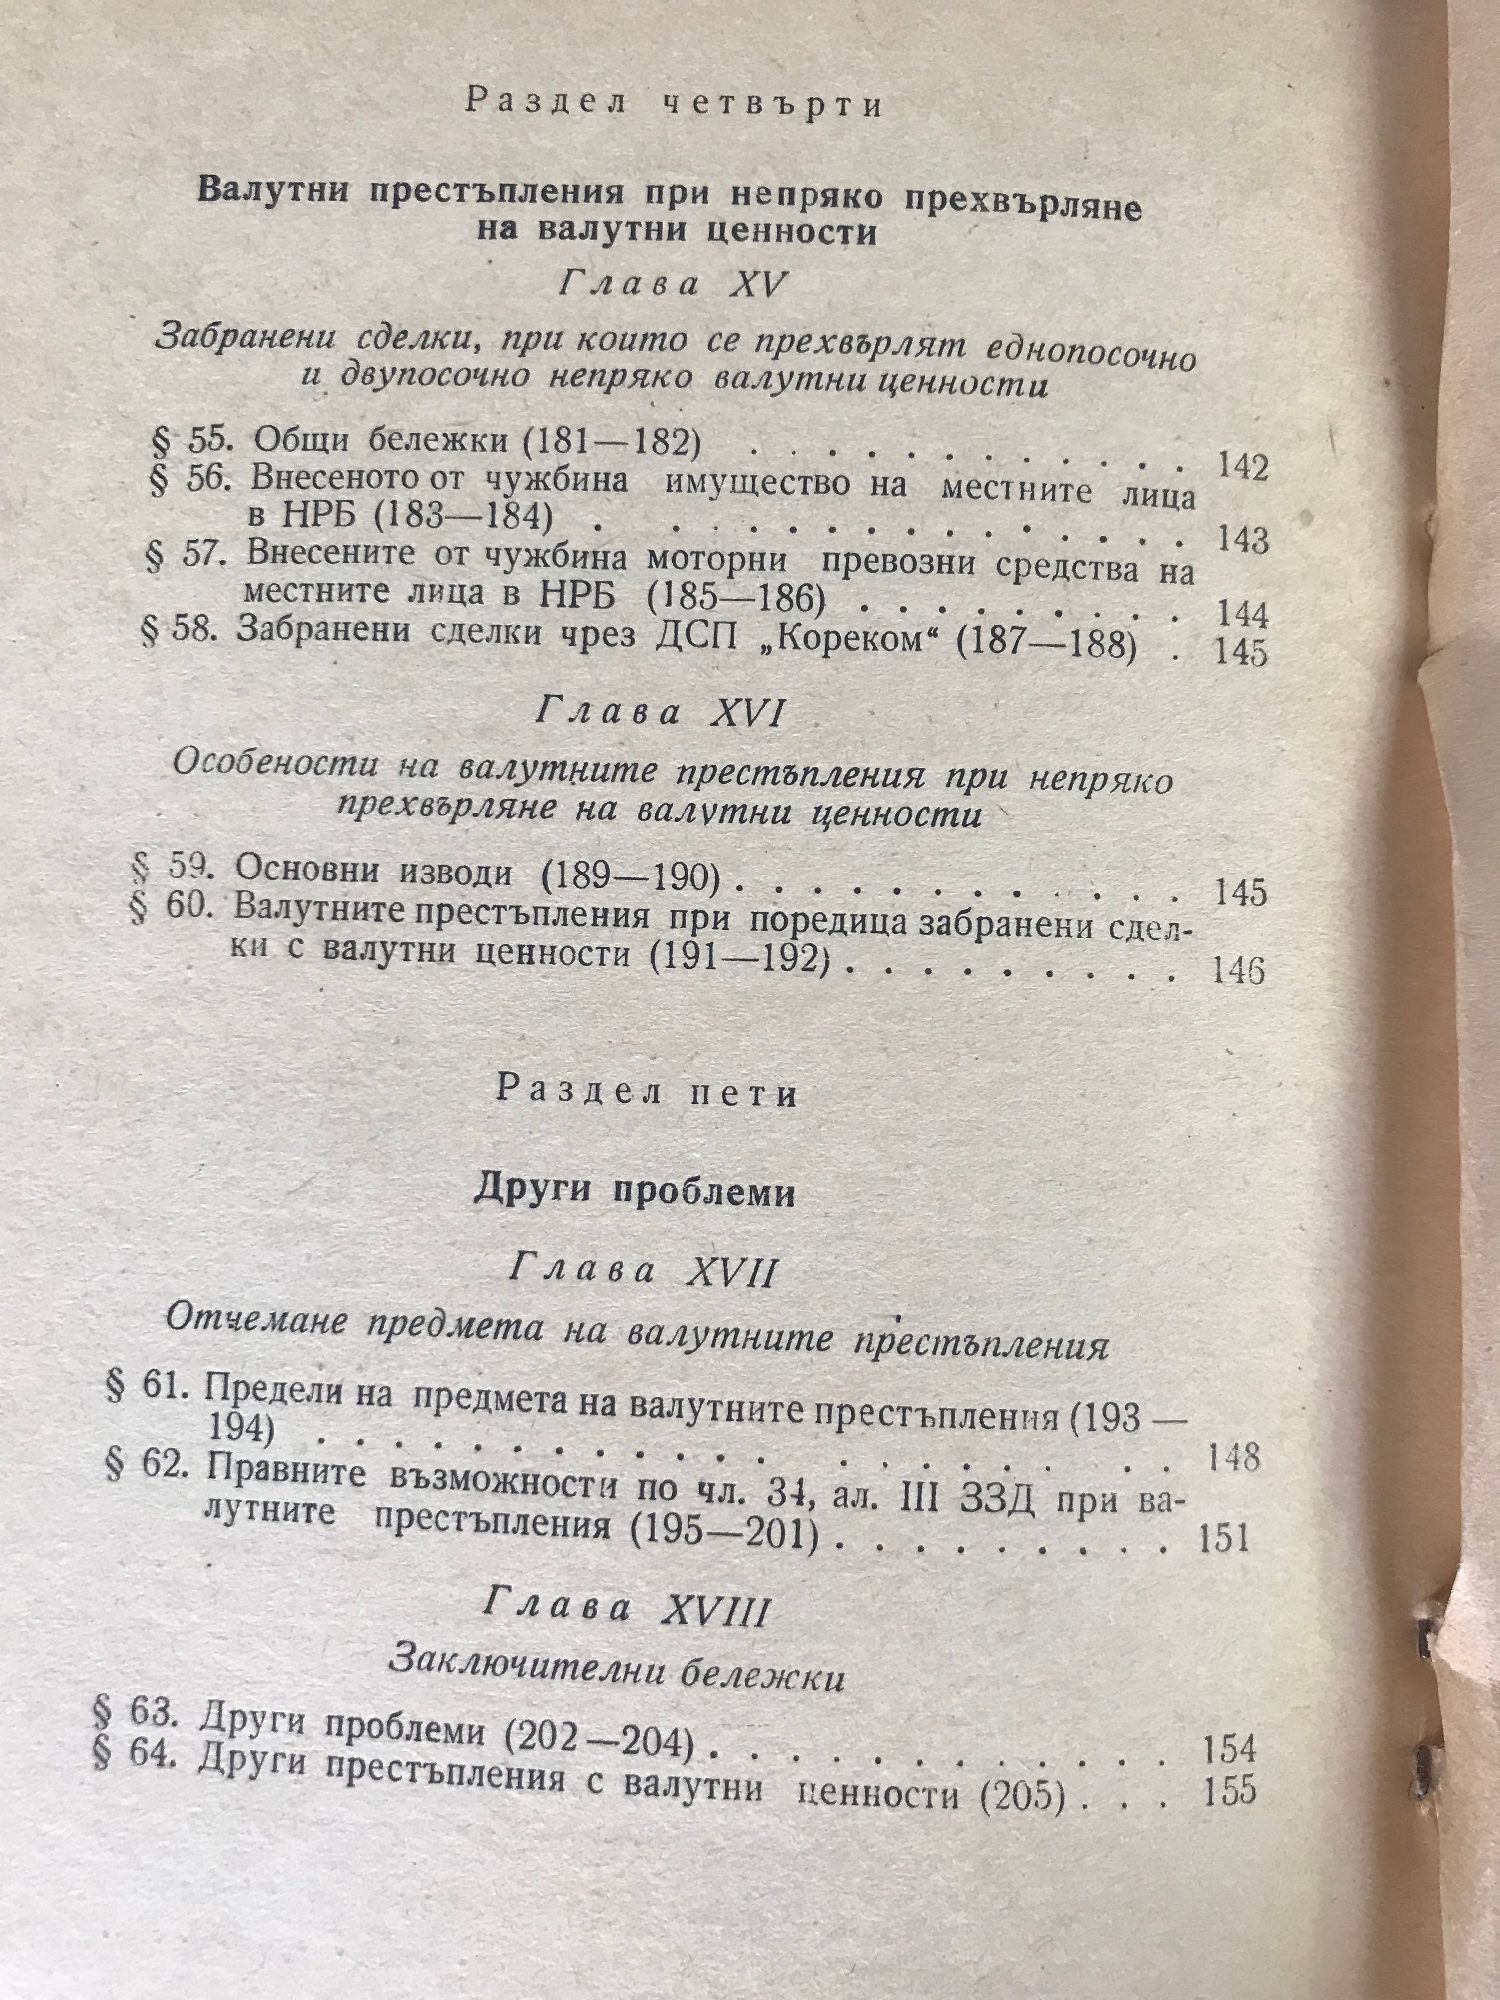 Раздел четвърти
Валутни престъпления при непряко прехвърляне
на валутни ценности
Глава XV
Забранени сделки, при които се прехвърлят еднопосочно
и двупосочно непряко валутни ценности
§ 55. Общи бележки (181—182) . . . . . . . . . . . . 142
§ 56. Внесеното от чужбина имущество на местните лица
в НРБ (183—184) . . . . . . . . . . . . . . . 143
§ 57. Внесените от чужбина моторни превозни средства на
местните лица в НРБ (185—186) . . . . . . . . . 144
§ 58. Забранени сделки чрез ДСП „Кореком“ (187—188) . 145
Глава XVI
Особености на валутните престъпления при непряко
прехвърляне на валутни ценности
§ 59. Основни изводи (189—190) . . . . . . . . . . . . 145
§ 60. Валутните престъпления при поредица забранени сдел-
ки с валутни ценности (191—192) . . . . . . . . . 146
Раздел пети
Други проблеми
Глава XVII
Отнемане предмета на валутните престъпления
§ 61. Предели на предмета на валутните престъпления (193 —
194) . . . . . . . . . . . . . . . . . . . . 148
§ 62. Правните възможности по чл. 34, ал. III ЗЗД при ва-
лутните престъпления (195—201) . . . . . . . . . 151
Глава XVIII
Заключителни бележки
§ 63. Други проблеми (202—204) . . . . . . . . . . . . 154
§ 64. Други престъпления с валутни ценности (205) . . . 155